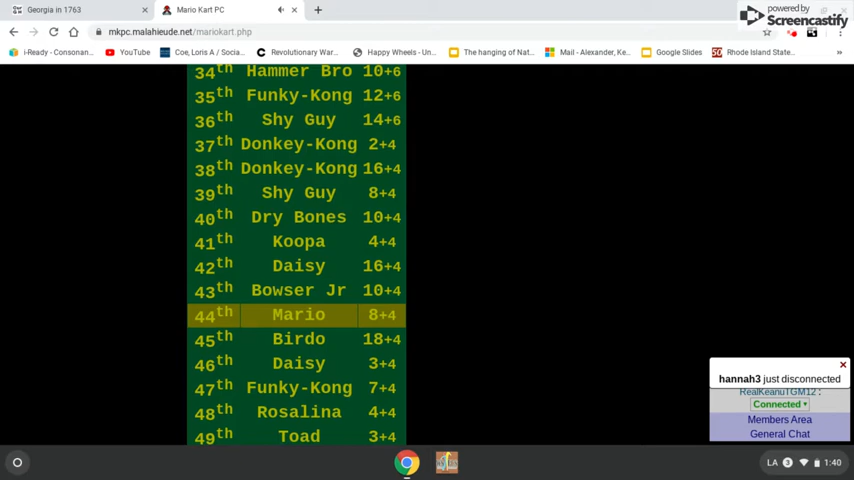 Georgia in 1763
Mario Kart PC
powered by
Screencastify
mkpc.malahieude.net/mariokart.php
i-Ready - Consonan...
YouTube
Coe, Loris A / Socia...
Revolutionary War...
Happy Wheels - Un...
The hanging of Nat...
Mail - Alexander, Ke...
Google Slides
Rhode Island State...
34th Hammer Bro 10+6
35th Funky-Kong 12+6
36th Shy Guy 14+6
37th Donkey-Kong 2+4
38th Donkey-Kong 16+4
39th Shy Guy 8+4
40th Dry Bones 10+4
41th Koopa 4+4
42th Daisy 16+4
43th Bowser Jr 10+4
44th Mario 8+4
45th Birdo 18+4
46th Daisy 3+4
47th Funky-Kong 7+4
48th Rosalina 4+4
49th Toad 3+4
hannah3 just disconnected
RealKeanuTGM12 :
Connected
Members Area
General Chat
LA 3 1:40